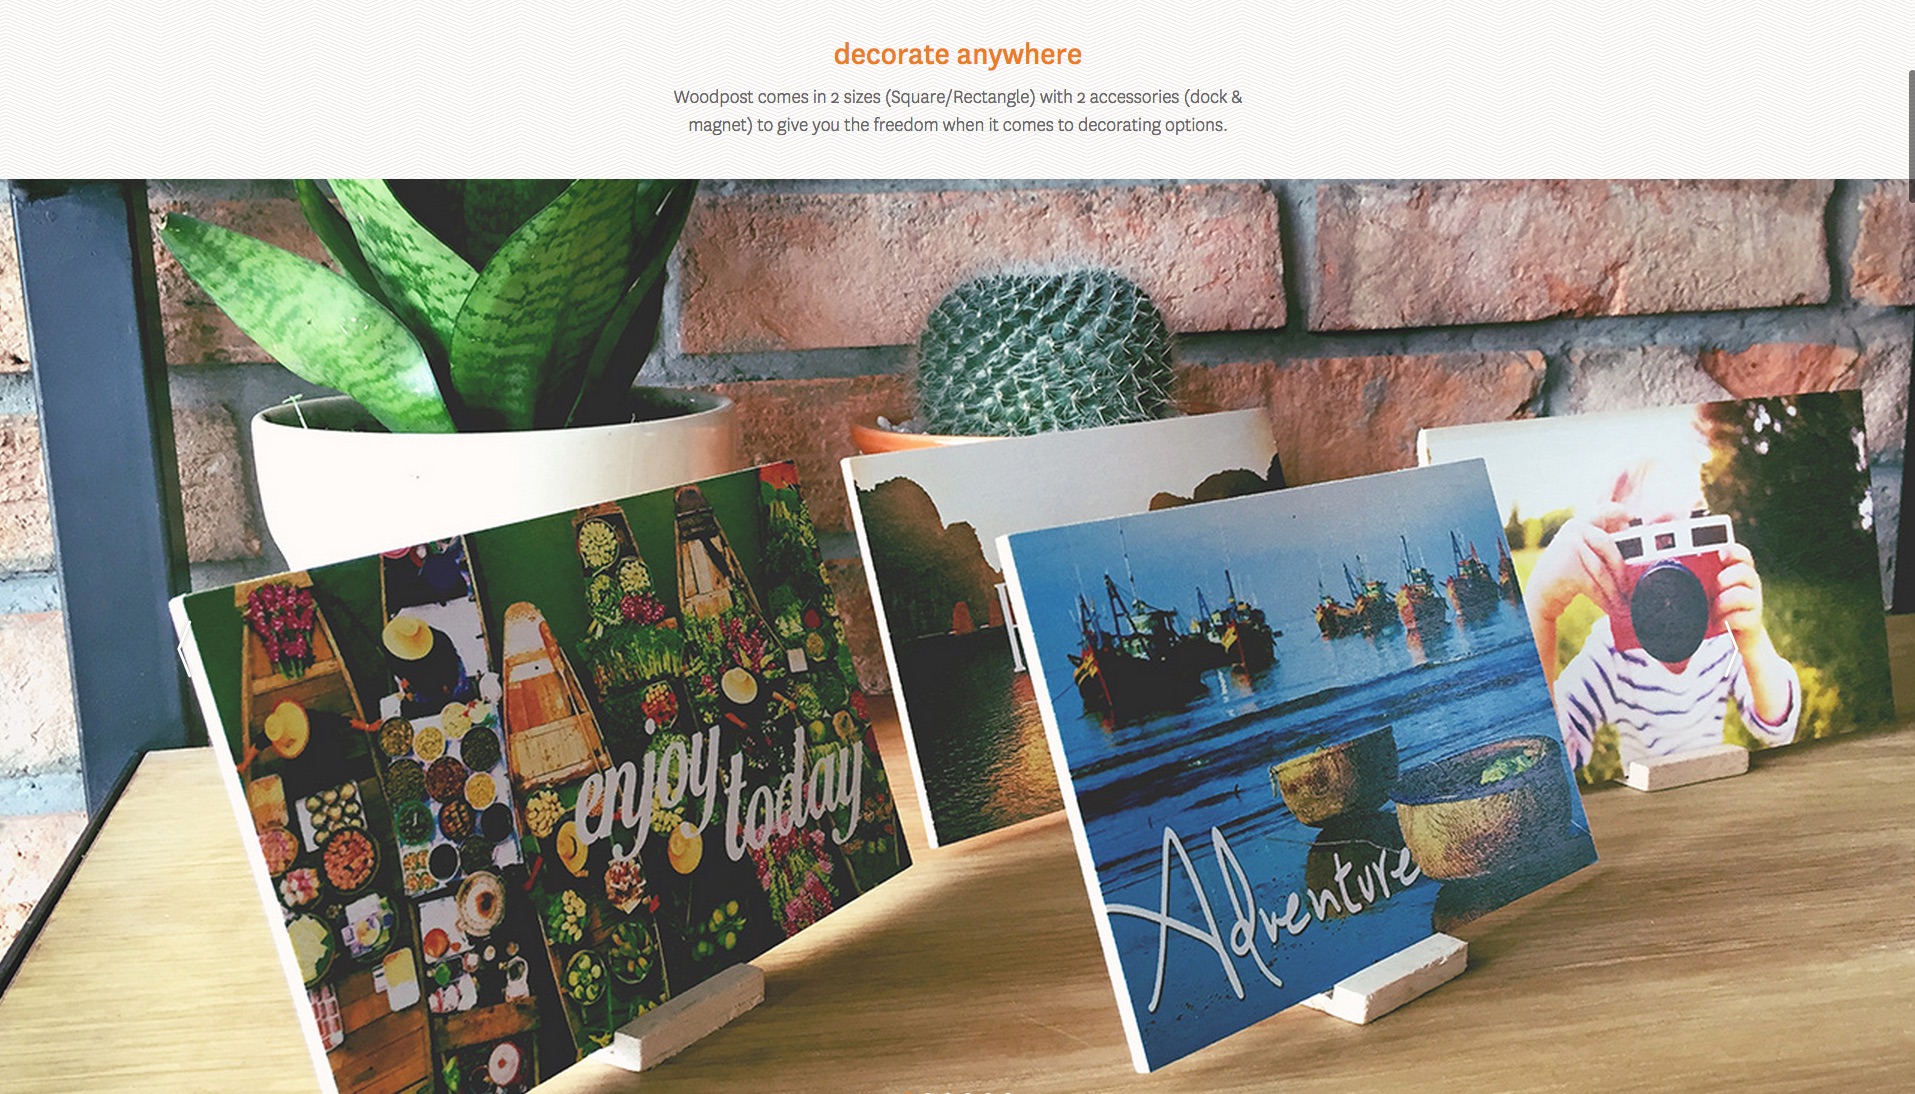 decorate anywhere
Woodpost comes in 2 sizes (Square/Rectangle) with 2 accessories (dock &
magnet) to give you the freedom when it comes to decorating options.
enjoy
today
Adventure